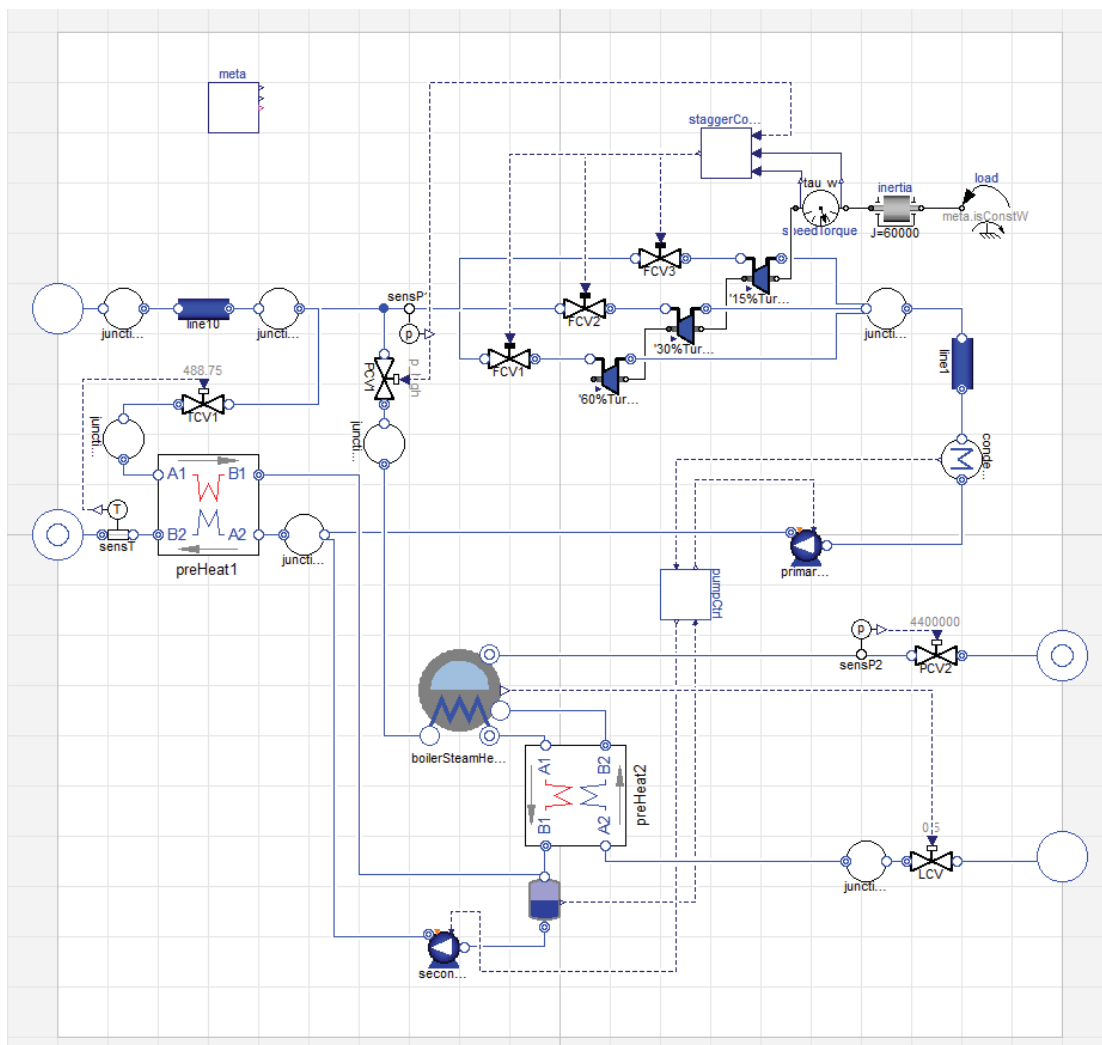 meta
staggerCo...
tau w
speedTorque
inertia
J=60000
load
meta.isConstW
FCV3
'15%Tur...
sensP1
p
FCV2
'30%Tur...
juncti...
line10
juncti...
juncti...
FCV1
'60%Tur...
line1
PCV1
p_high
488.75
TCV1
juncti...
juncti...
conde...
A1
B1
T
sensT
B2
A2
preHeat1
juncti...
primar...
pumpCtrl
p
4400000
sensP2
PCV2
boilerSteamHe...
A1
B2
B1
A2
preHeat2
0.5
juncti...
LCV
secon...